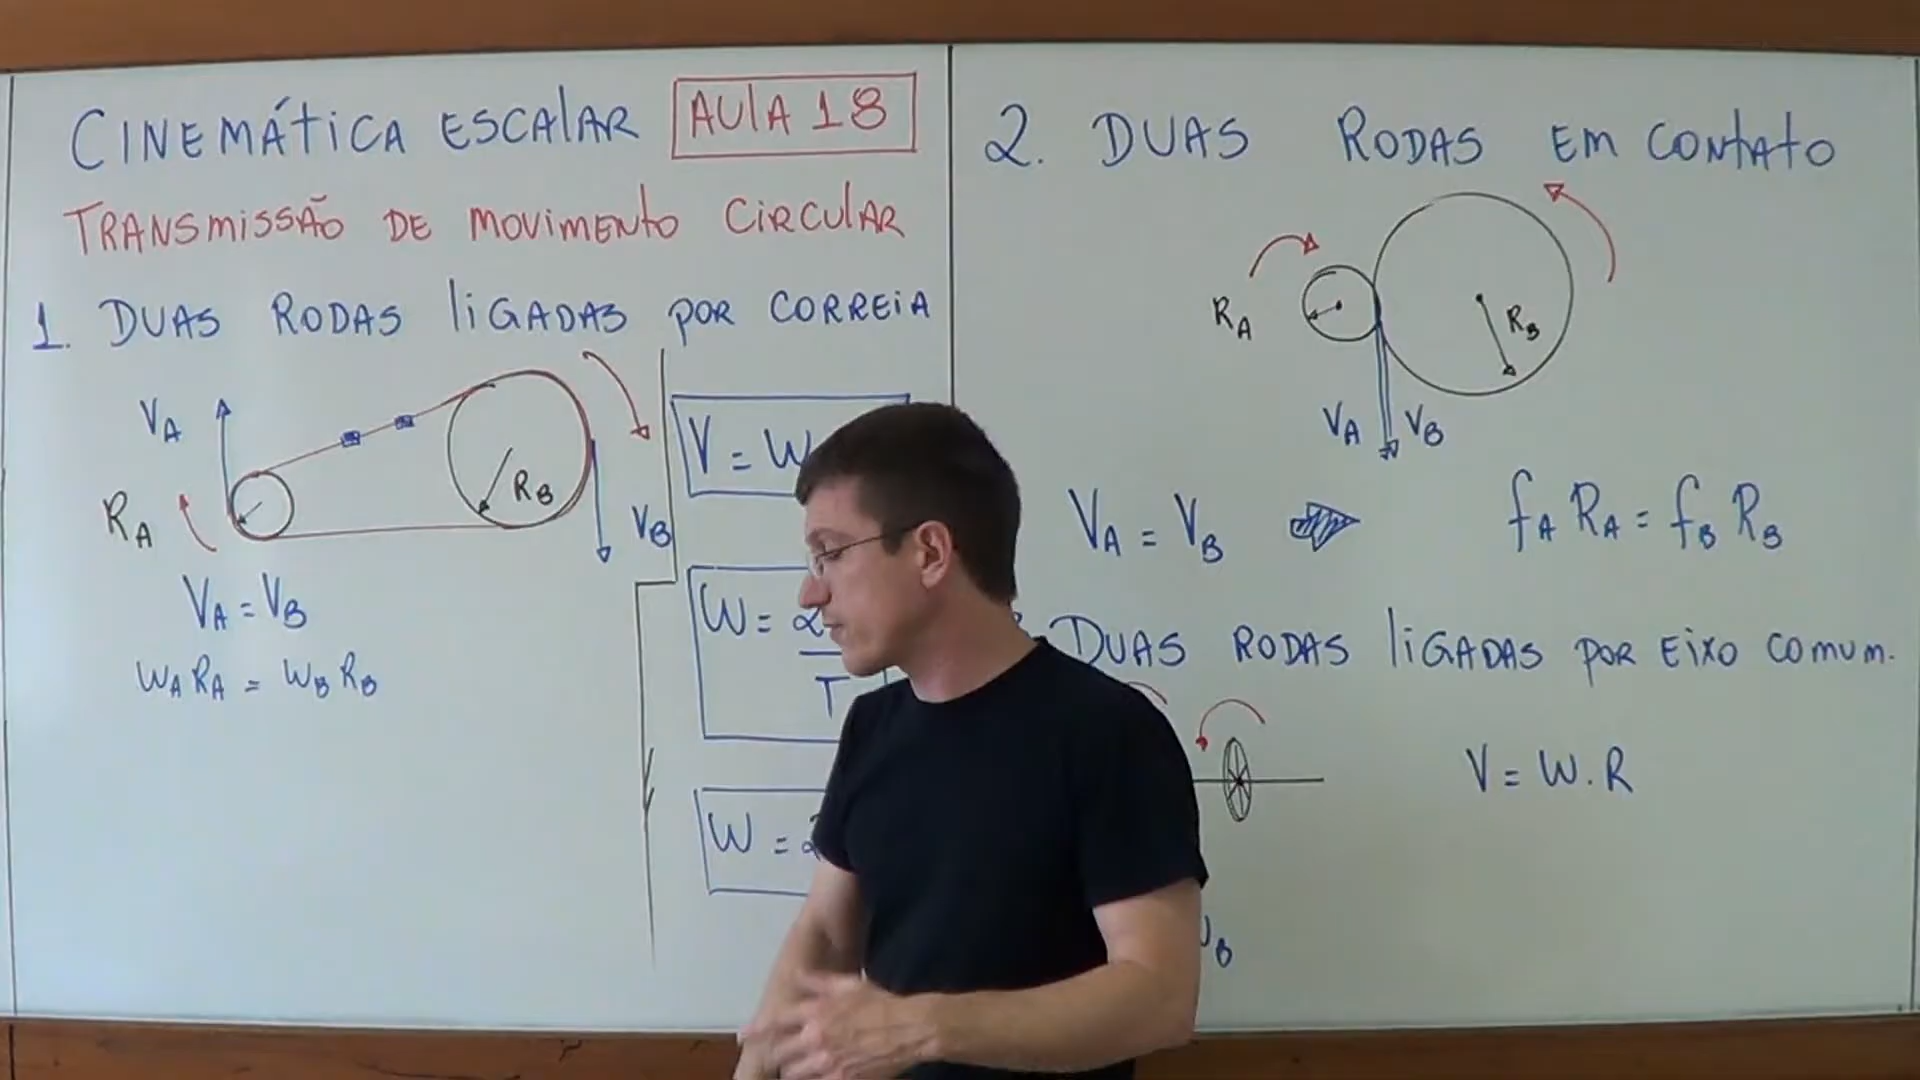 CINEMÁTICA ESCALAR AULA 18
TRANSMISSÃO DE MOVIMENTO CIRCULAR
1. DUAS RODAS LIGADAS POR CORREIA
VA
RB
RA
VB
VA = VB
WA RA = WB RB
V = W
W =
T
W =
2. DUAS RODAS EM CONTATO
RA
RB
VA VB
VA = VB
fA RA = fB RB
DUAS RODAS LIGADAS POR EIXO COMUM.
V = W . R
B